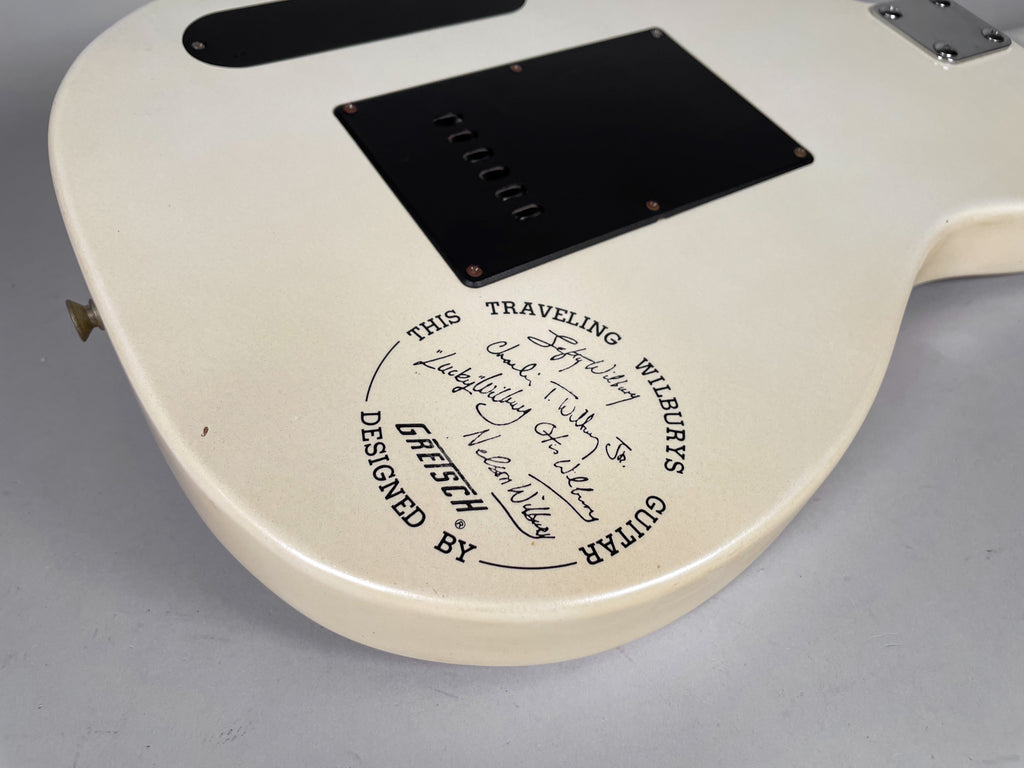 THIS TRAVELING WILBURYS GUITAR
Lefty Wilbury
Charlie T. Wilbury Jr.
"Lucky" Wilbury
Otis Wilbury
Nelson Wilbury
GRETSCH ®
DESIGNED BY